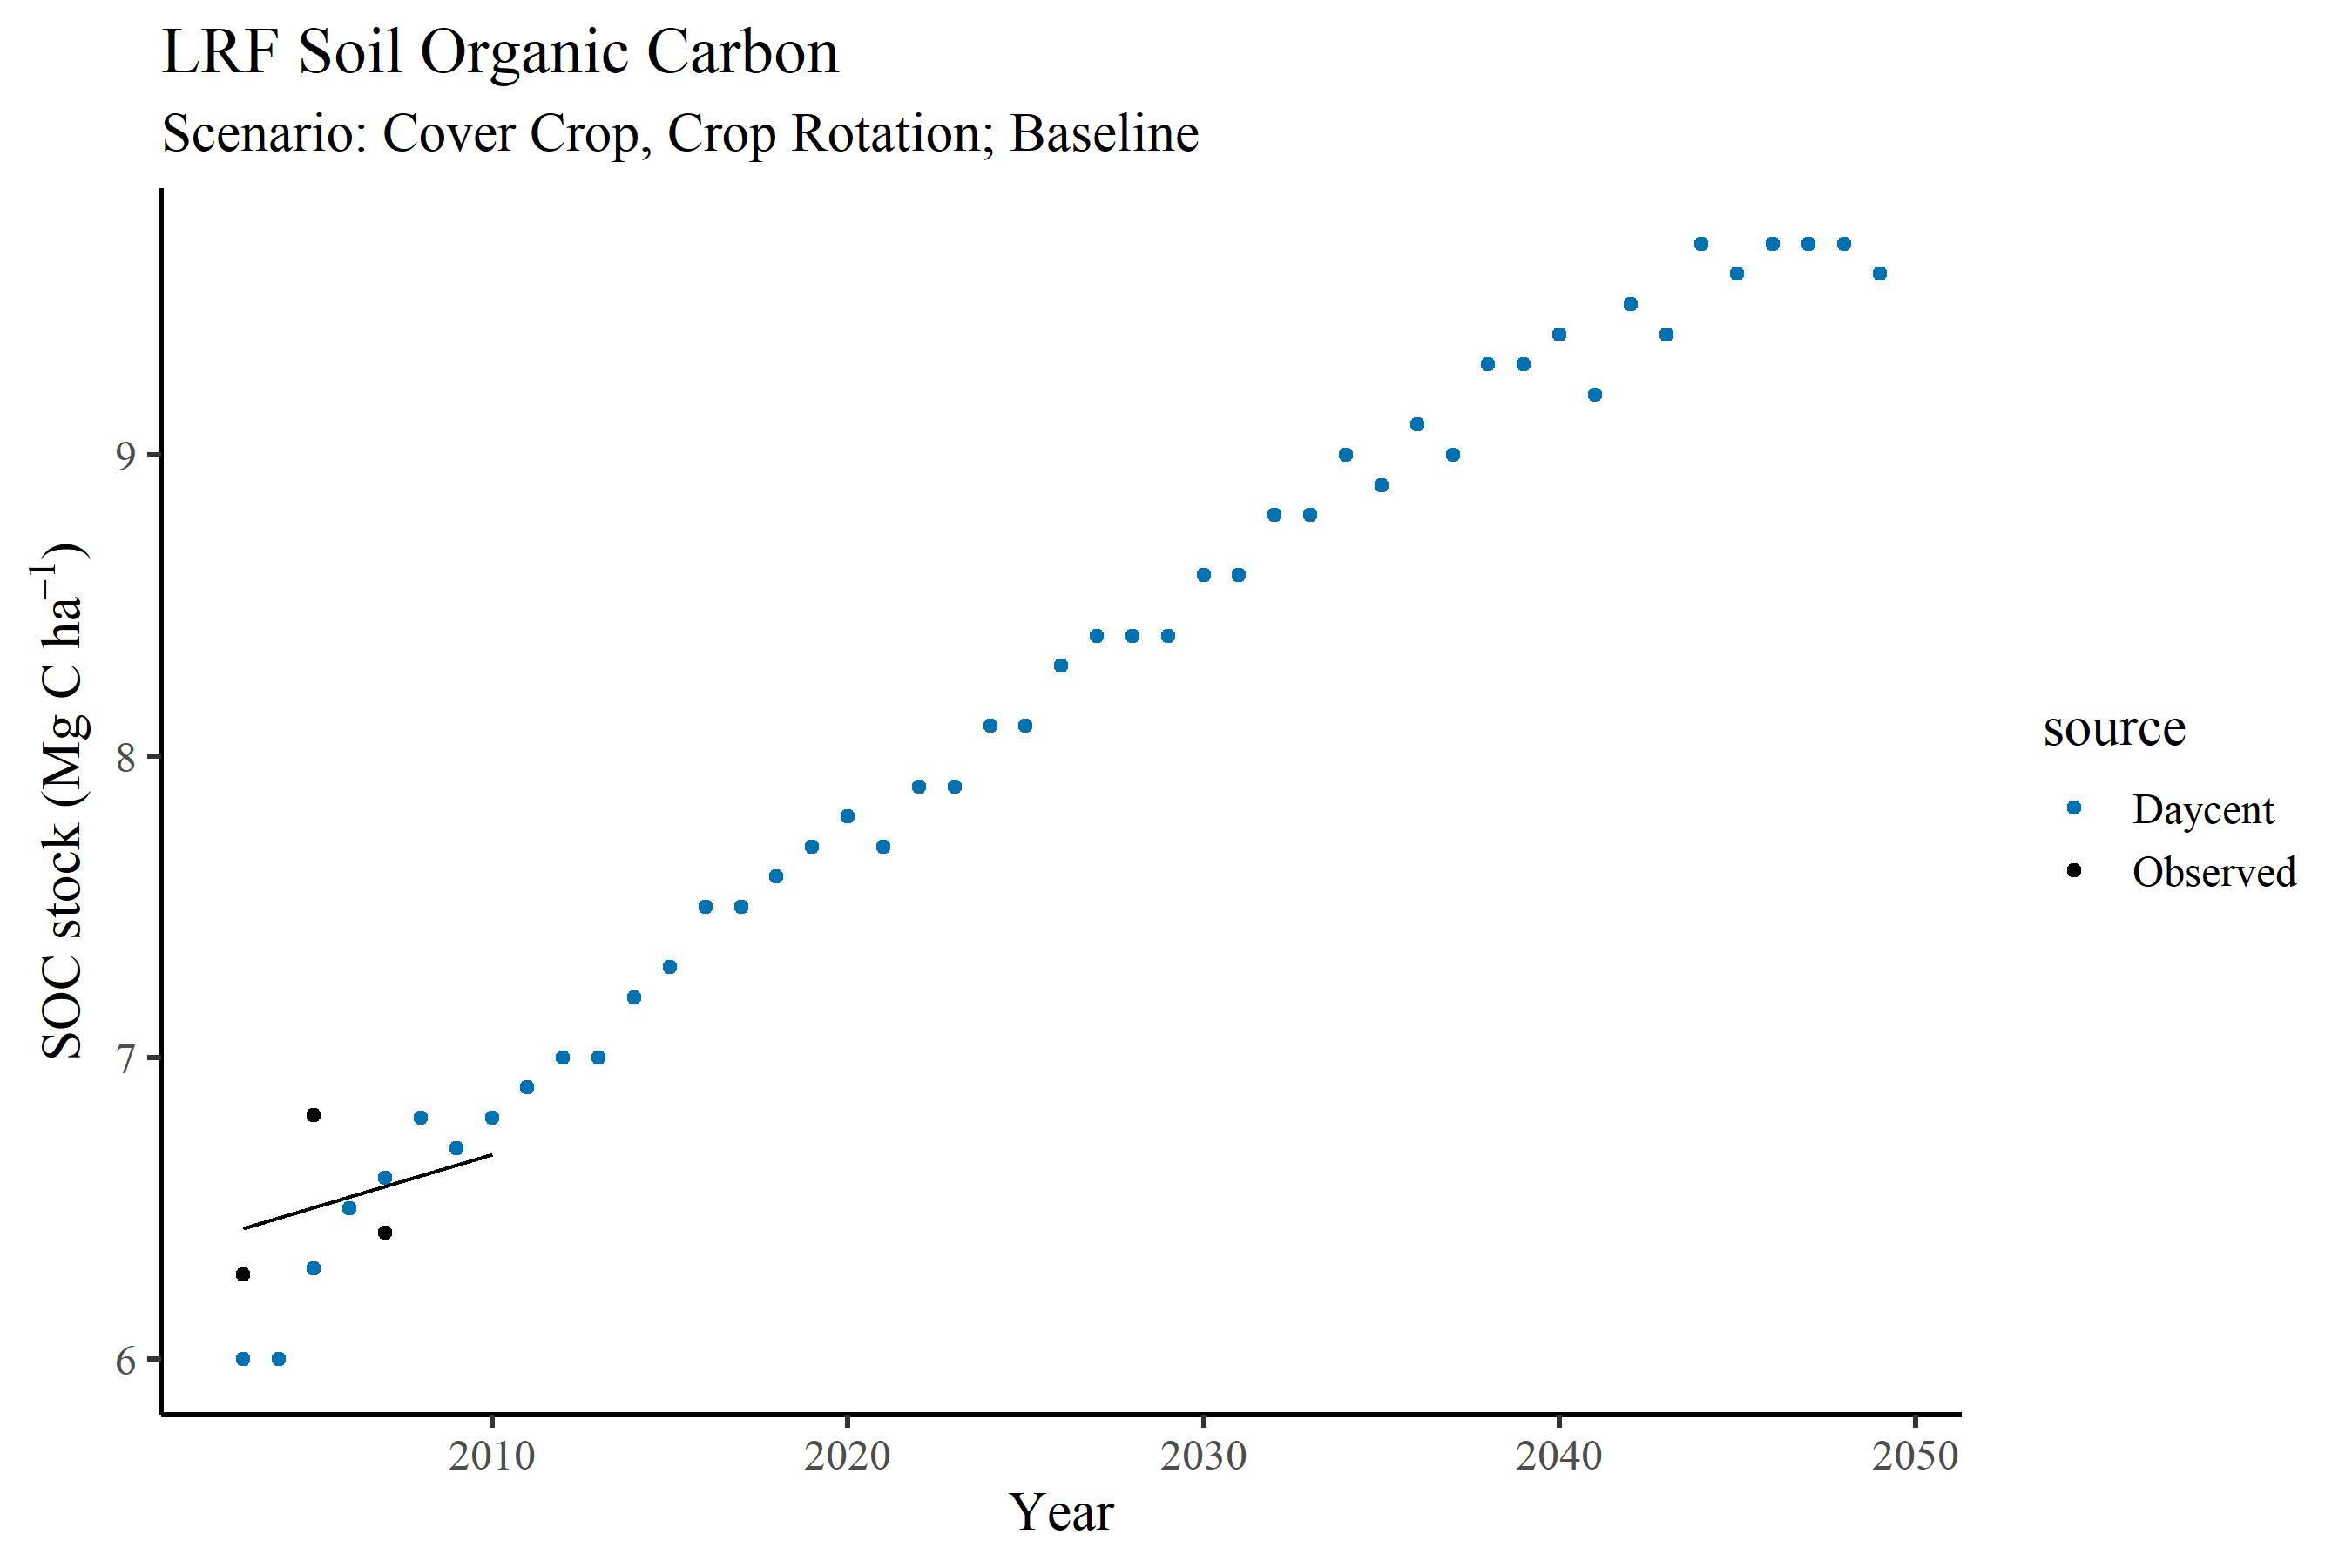 LRF Soil Organic Carbon
Scenario: Cover Crop, Crop Rotation; Baseline
SOC stock (Mg C ha⁻¹)
9
8
7
6
2010 2020 2030 2040 2050
Year
source
Daycent
Observed